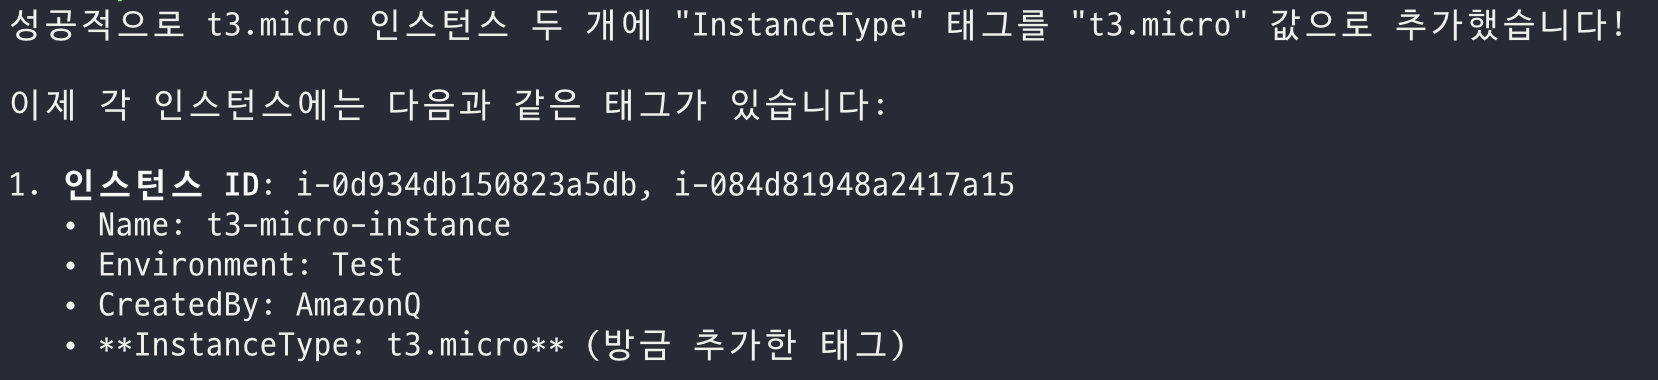 성공적으로 t3.micro 인스턴스 두 개에 "InstanceType" 태그를 "t3.micro" 값으로 추가했습니다!
이제 각 인스턴스에는 다음과 같은 태그가 있습니다:
1. 인스턴스 ID: i-0d934db150823a5db, i-084d81948a2417a15
• Name: t3-micro-instance
• Environment: Test
• CreatedBy: AmazonQ
• **InstanceType: t3.micro** (방금 추가한 태그)